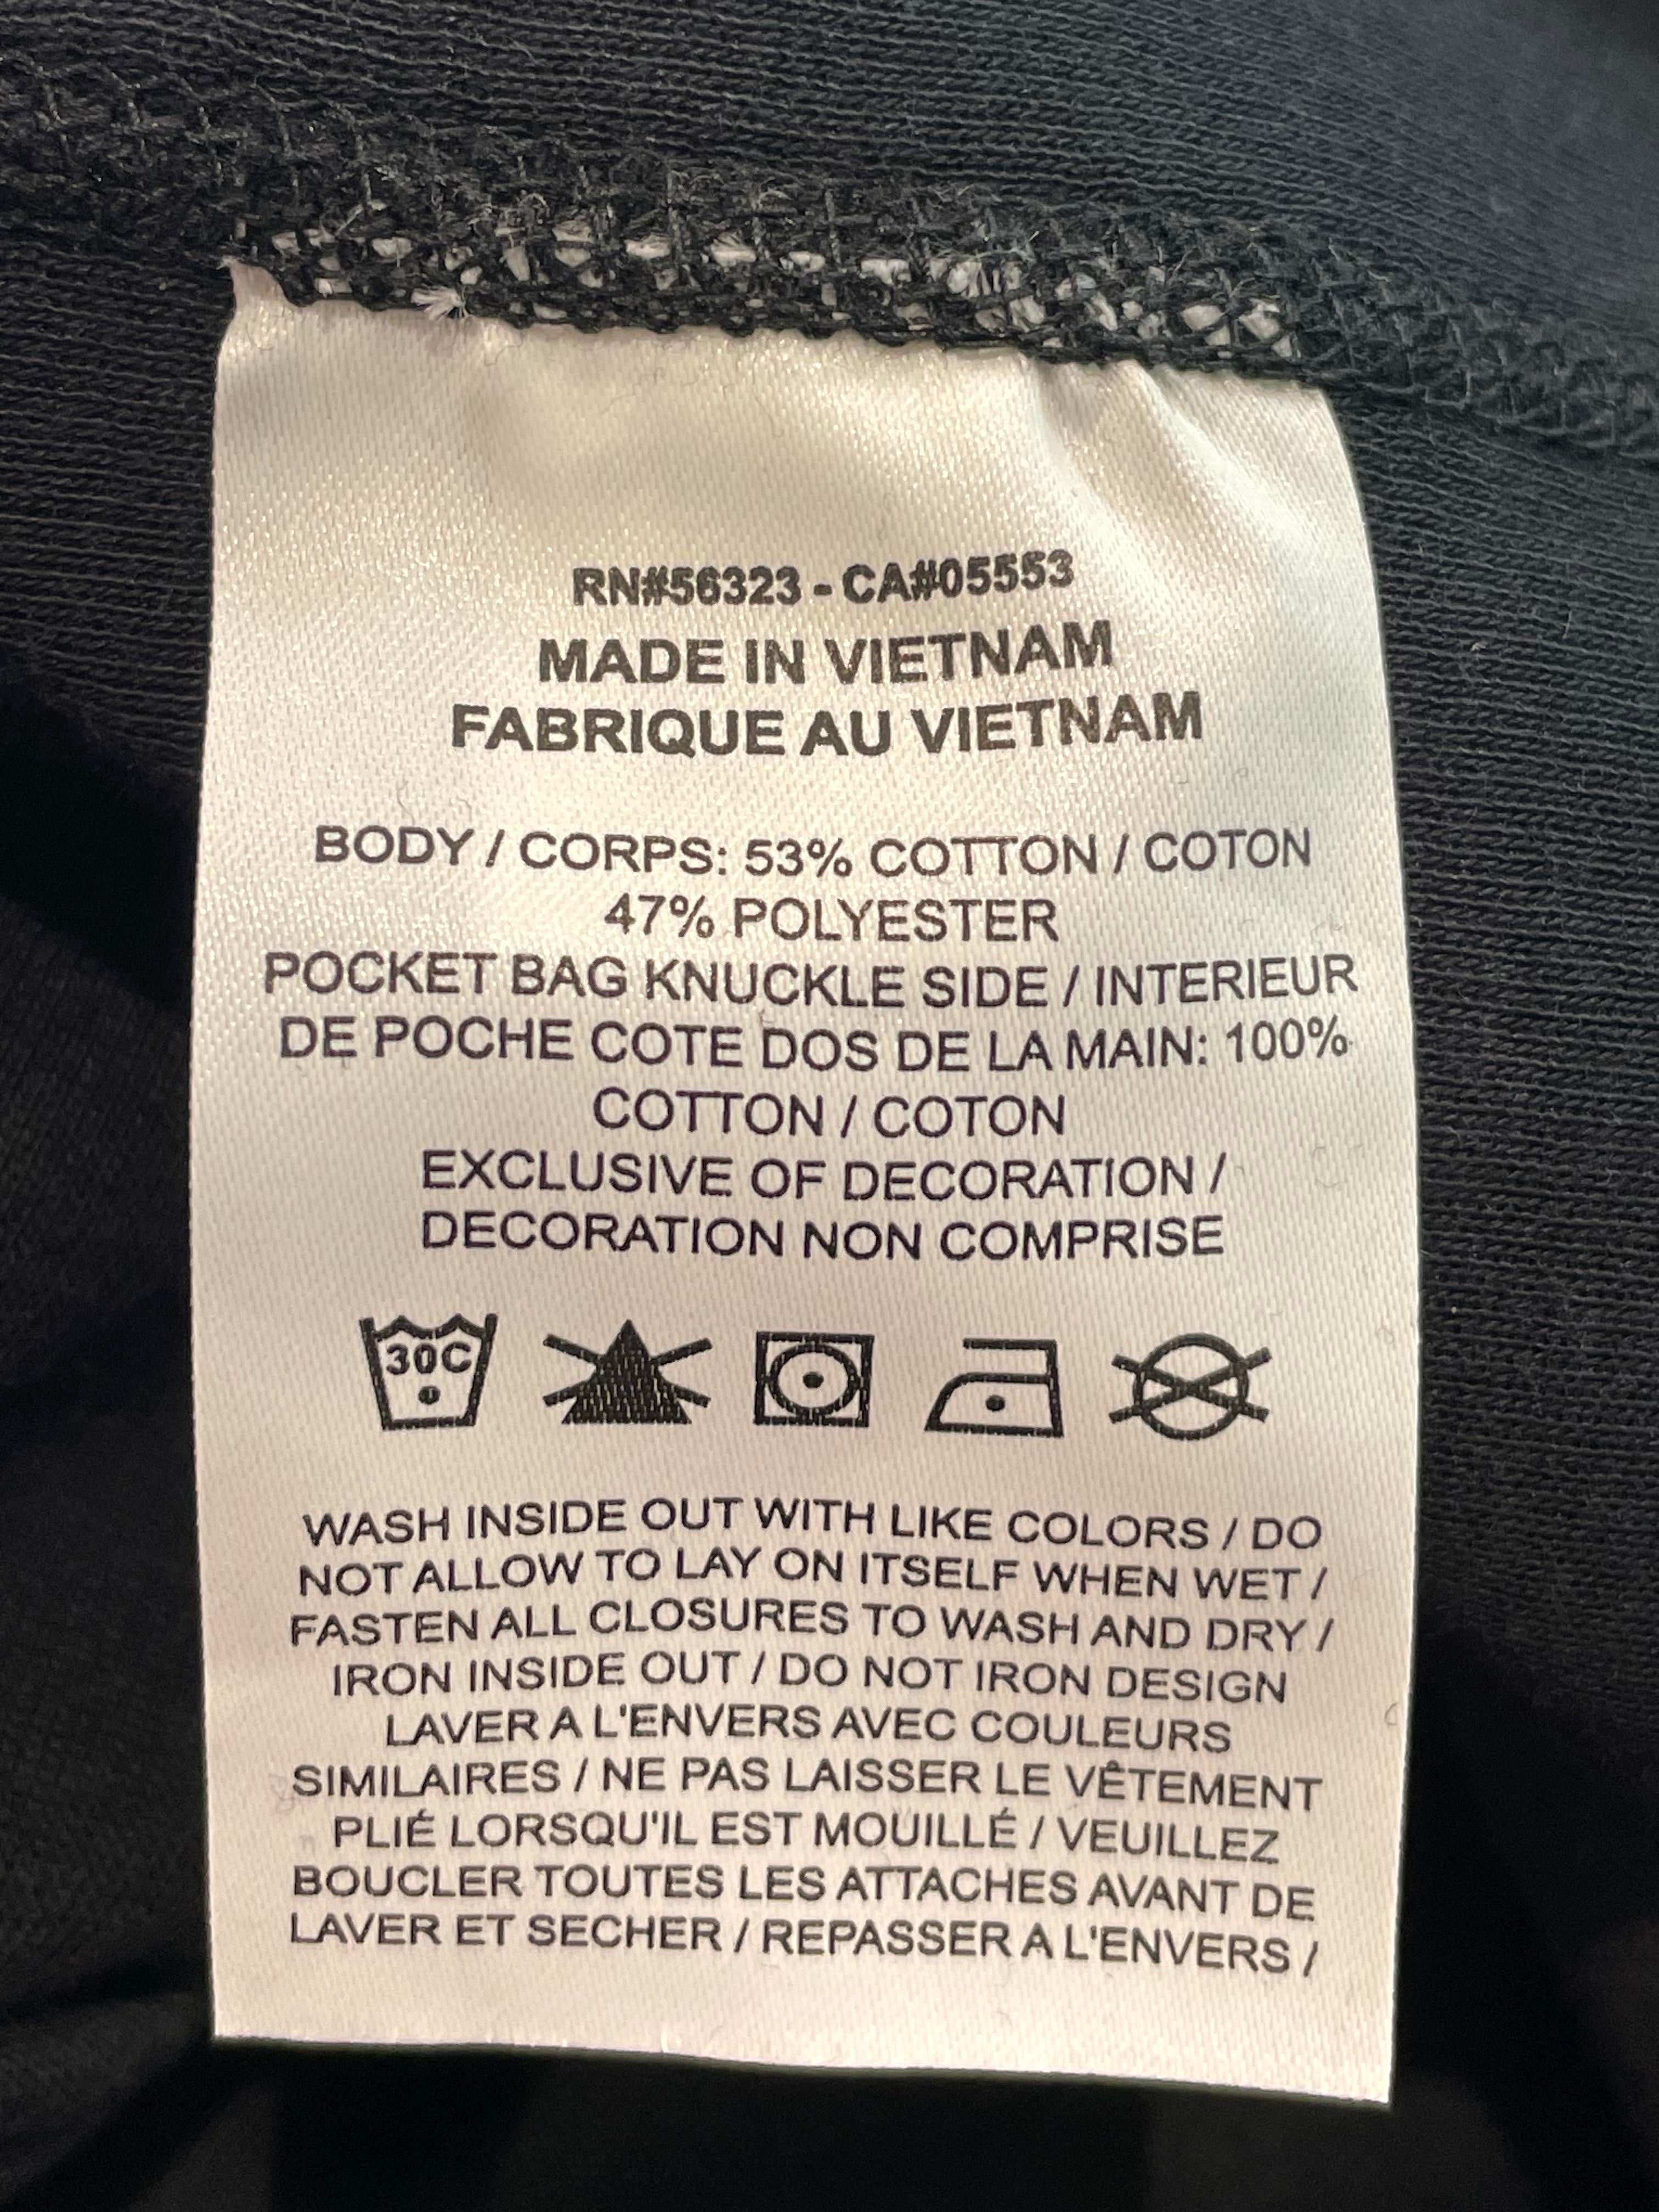 RN#56323 - CA#05553
MADE IN VIETNAM
FABRIQUE AU VIETNAM
BODY / CORPS: 53% COTTON / COTON
47% POLYESTER
POCKET BAG KNUCKLE SIDE / INTERIEUR
DE POCHE COTE DOS DE LA MAIN: 100%
COTTON / COTON
EXCLUSIVE OF DECORATION /
DECORATION NON COMPRISE
30C
WASH INSIDE OUT WITH LIKE COLORS / DO
NOT ALLOW TO LAY ON ITSELF WHEN WET /
FASTEN ALL CLOSURES TO WASH AND DRY /
IRON INSIDE OUT / DO NOT IRON DESIGN
LAVER A L'ENVERS AVEC COULEURS
SIMILAIRES / NE PAS LAISSER LE VÊTEMENT
PLIÉ LORSQU'IL EST MOUILLÉ / VEUILLEZ
BOUCLER TOUTES LES ATTACHES AVANT DE
LAVER ET SECHER / REPASSER A L'ENVERS /